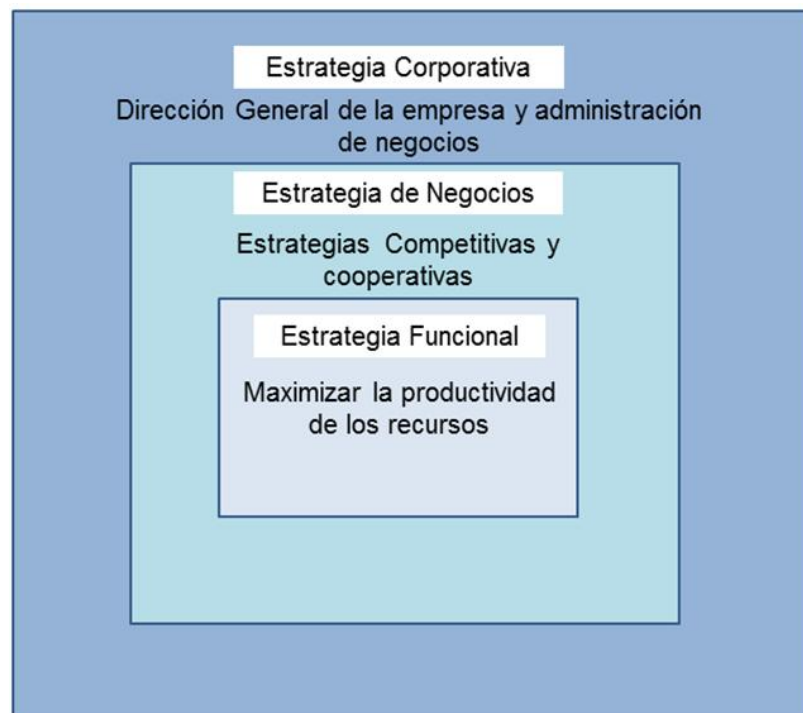 Estrategia Corporativa
Dirección General de la empresa y administración
de negocios
Estrategia de Negocios
Estrategias Competitivas y
cooperativas
Estrategia Funcional
Maximizar la productividad
de los recursos